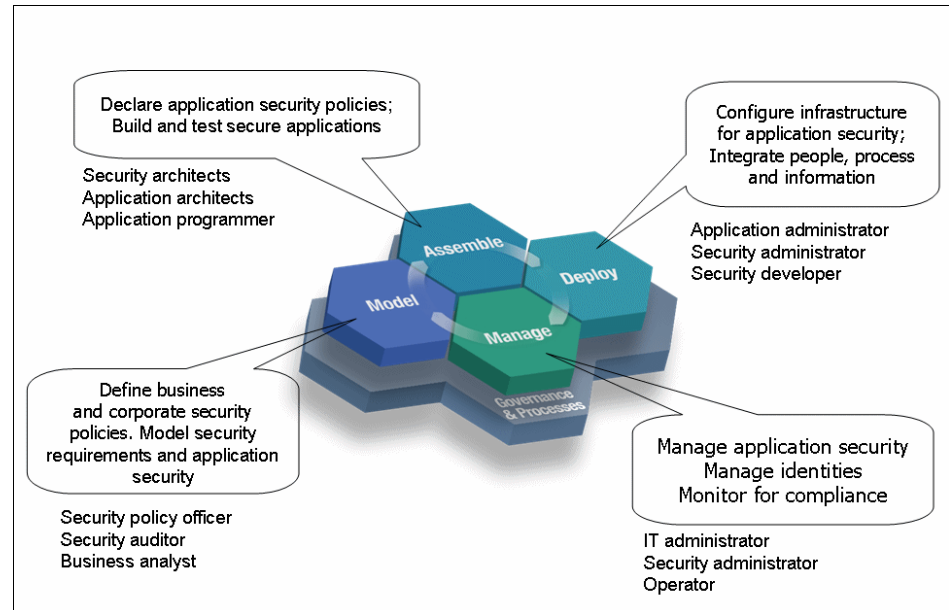 Declare application security policies;
Build and test secure applications
Security architects
Application architects
Application programmer
Configure infrastructure
for application security;
Integrate people, process
and information
Application administrator
Security administrator
Security developer
Assemble
Deploy
Model
Manage
Governance
& Processes
Define business
and corporate security
policies. Model security
requirements and application
security
Security policy officer
Security auditor
Business analyst
Manage application security
Manage identities
Monitor for compliance
IT administrator
Security administrator
Operator